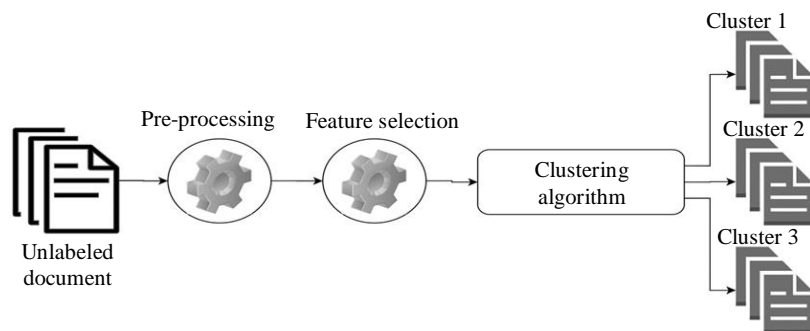 Cluster 1
Pre-processing
Feature selection
Cluster 2
Clustering
algorithm
Unlabeled
document
Cluster 3